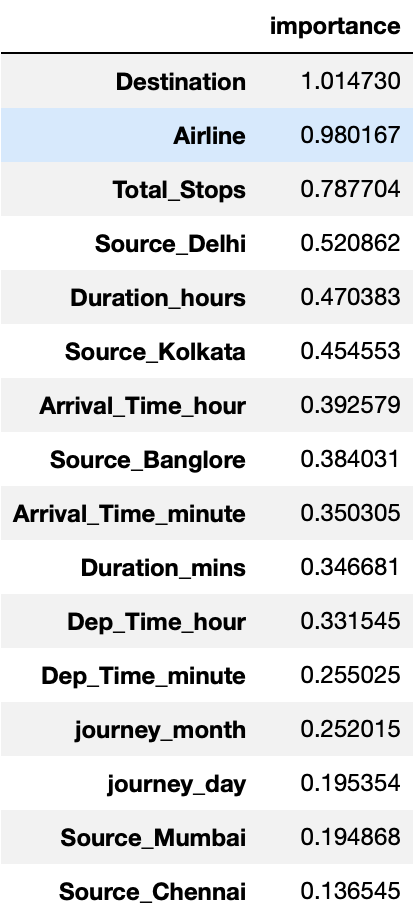 importance
Destination 1.014730
Airline 0.980167
Total_Stops 0.787704
Source_Delhi 0.520862
Duration_hours 0.470383
Source_Kolkata 0.454553
Arrival_Time_hour 0.392579
Source_Banglore 0.384031
Arrival_Time_minute 0.350305
Duration_mins 0.346681
Dep_Time_hour 0.331545
Dep_Time_minute 0.255025
journey_month 0.252015
journey_day 0.195354
Source_Mumbai 0.194868
Source_Chennai 0.136545